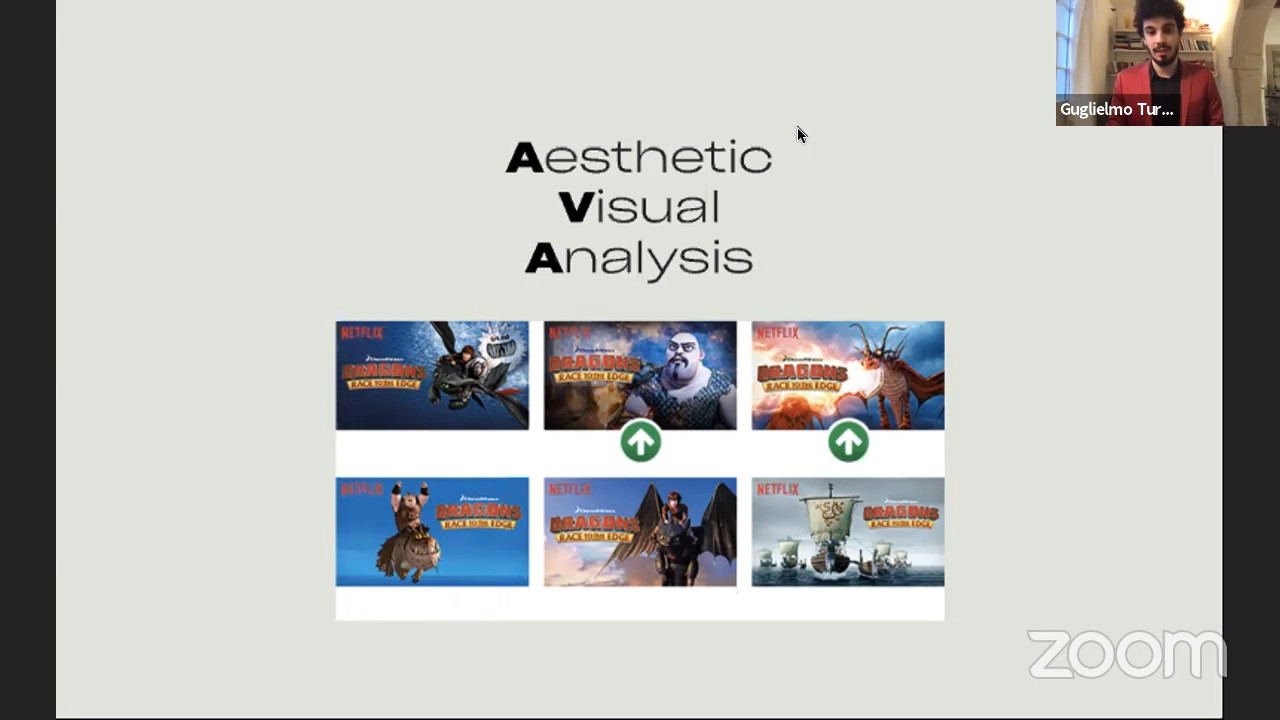 Guglielmo Tur...
Aesthetic
Visual
Analysis
NETFLIX
DRAGONS
RACE TO THE EDGE
NETFLIX
DRAGONS
RACE TO THE EDGE
NETFLIX
DRAGONS
RACE TO THE EDGE
NETFLIX
DRAGONS
RACE TO THE EDGE
NETFLIX
DRAGONS
RACE TO THE EDGE
NETFLIX
DRAGONS
RACE TO THE EDGE
zoom